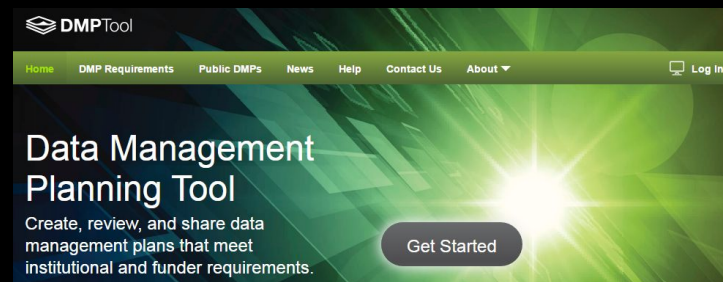 DMPTool
Home DMP Requirements Public DMPs News Help Contact Us About Log In
Data Management
Planning Tool
Create, review, and share data
management plans that meet
institutional and funder requirements.
Get Started